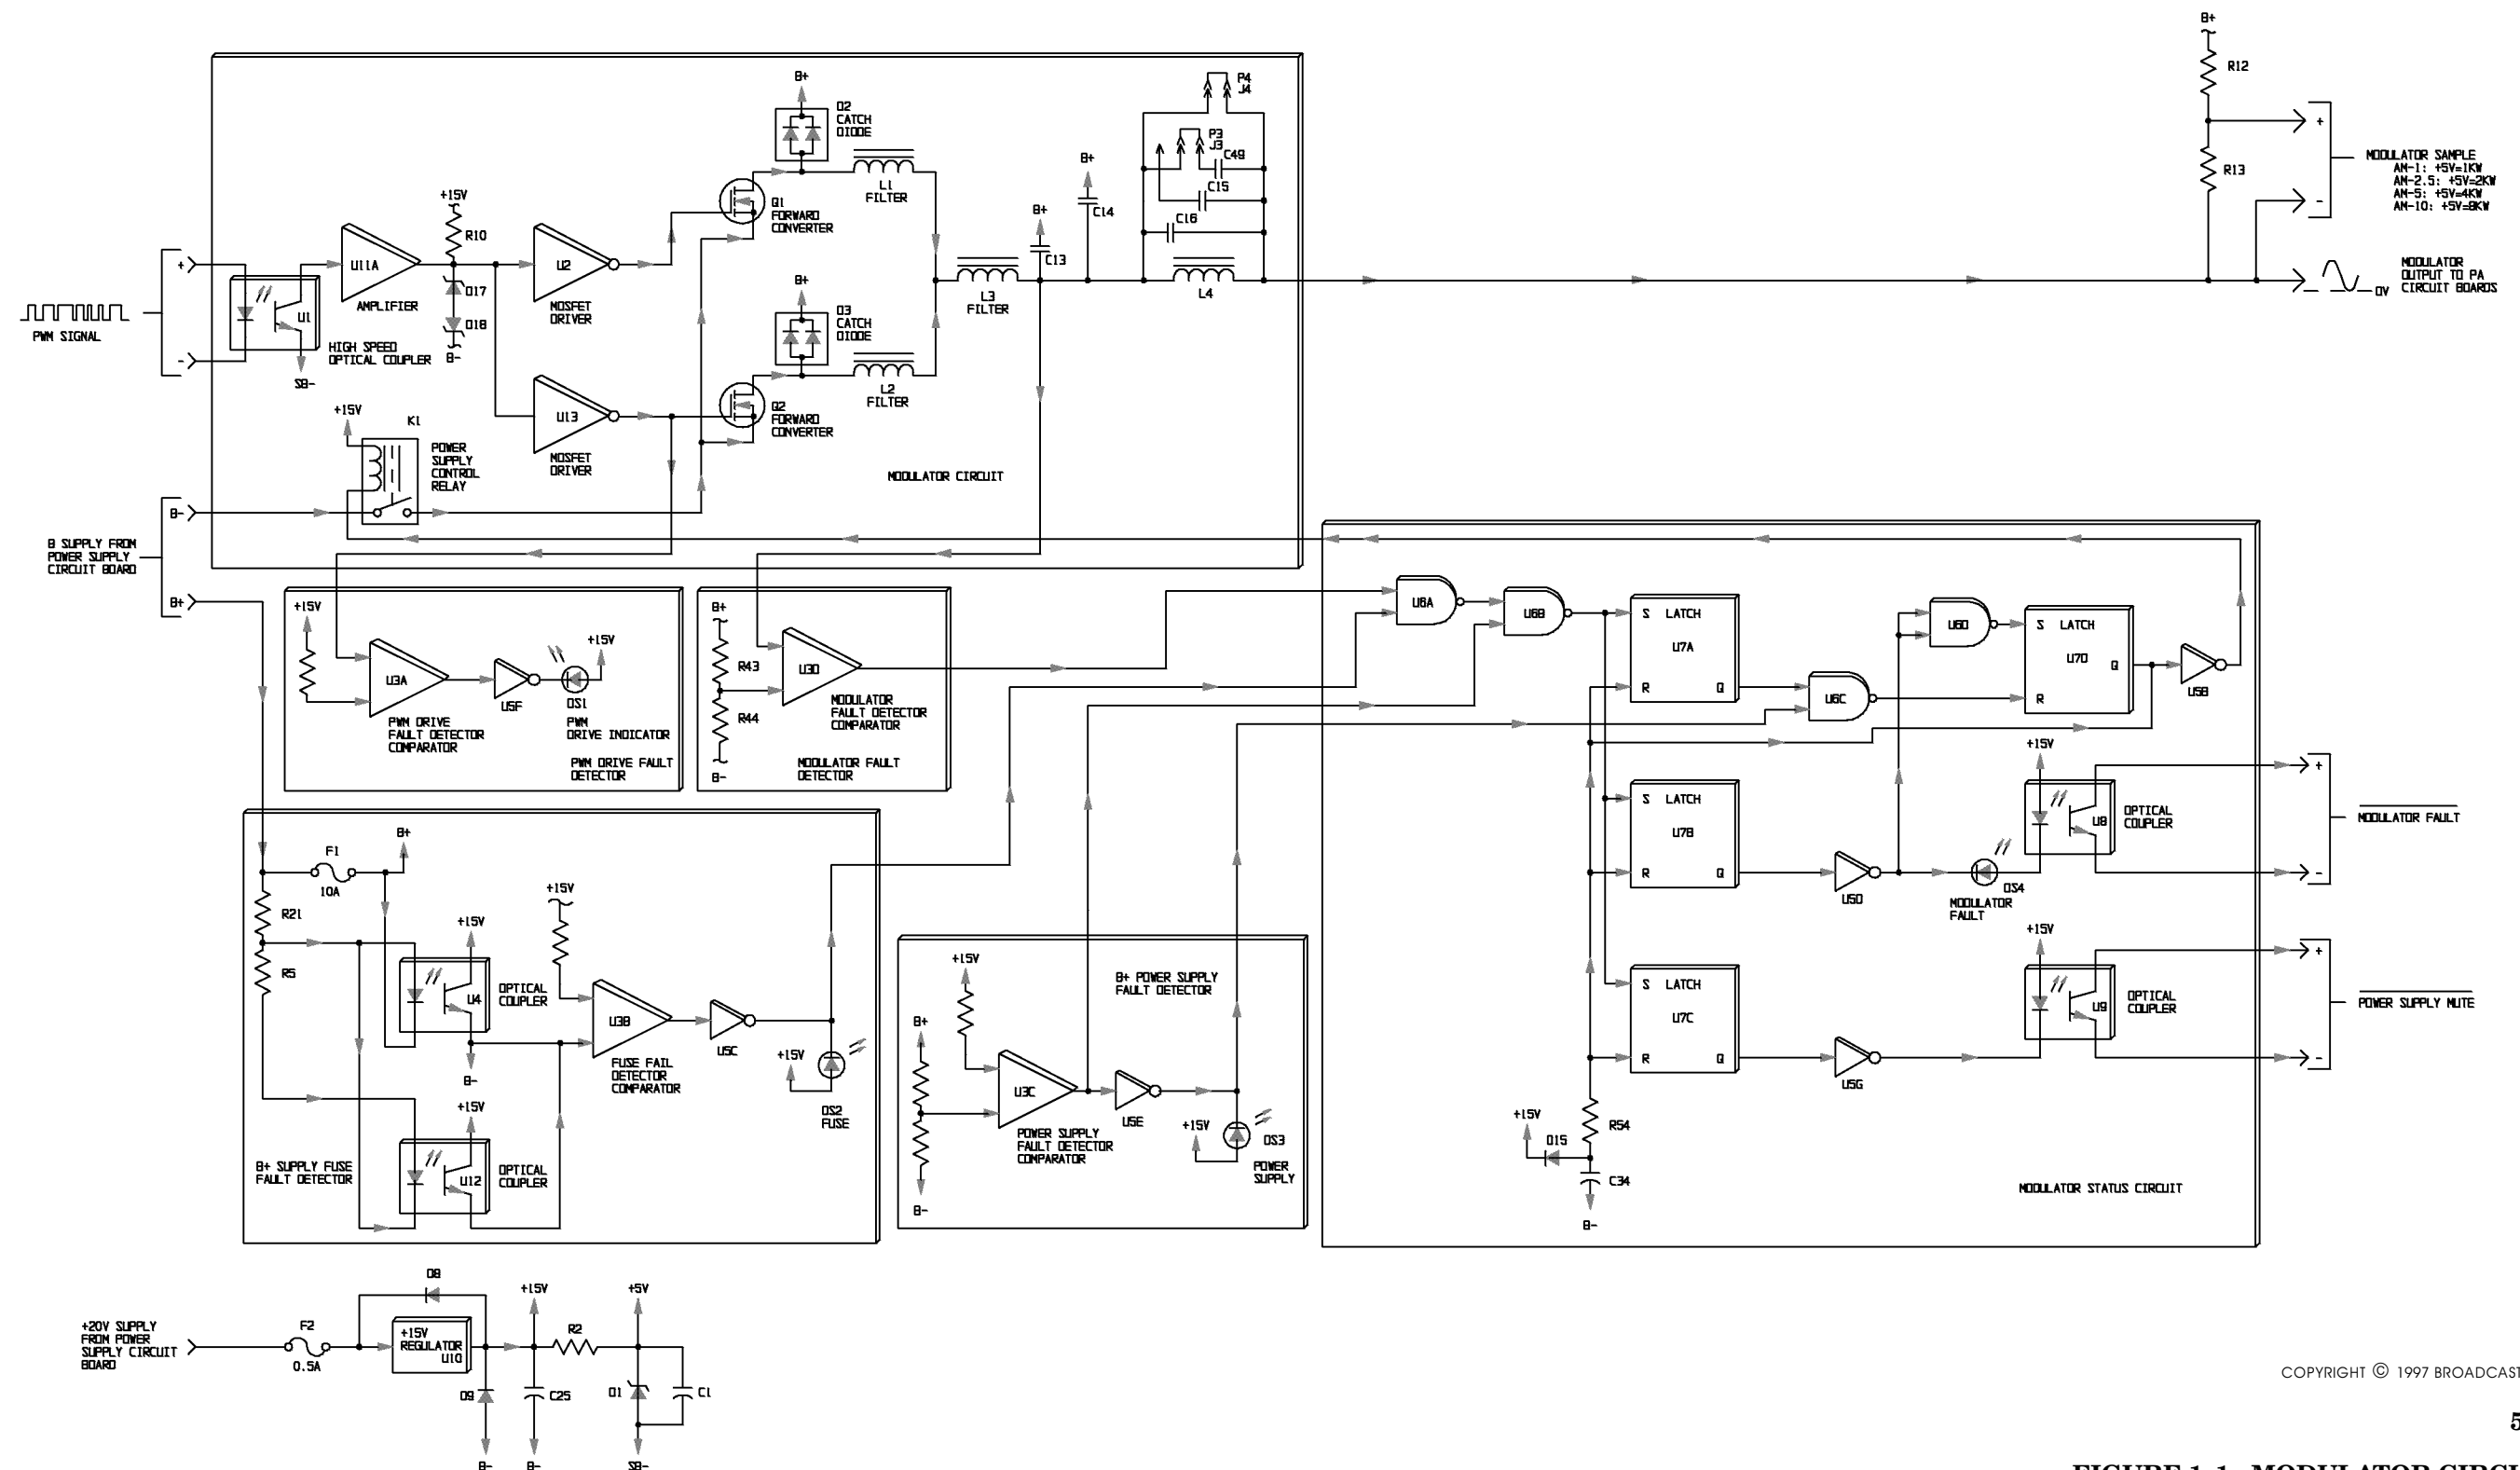 B+
R12
+
MODULATOR SAMPLE
AM-1: +5V=1KW
AM-2.5: +5V=2KW
AM-5: +5V=4KW
AM-10: +5V=8KW
R13
-
MODULATOR
OUTPUT TO PA
CIRCUIT BOARDS
0V
B+
D2
CATCH
DIODE
P4
J4
P3
J3
C49
C15
C16
B+
C14
B+
C13
L1
FILTER
+15V
R10
Q1
FORWARD
CONVERTER
+
U11A
AMPLIFIER
U2
MOSFET
DRIVER
D17
D18
B-
U1
HIGH SPEED
OPTICAL COUPLER
SB-
PWM SIGNAL
-
B+
D3
CATCH
DIODE
L3
FILTER
L4
L2
FILTER
U13
MOSFET
DRIVER
Q2
FORWARD
CONVERTER
+15V
K1
POWER
SUPPLY
CONTROL
RELAY
MODULATOR CIRCUIT
B-
B SUPPLY FROM
POWER SUPPLY
CIRCUIT BOARD
B+
+15V
U3A
PWM DRIVE
FAULT DETECTOR
COMPARATOR
U5F
+15V
DS1
PWM
DRIVE INDICATOR
PWM DRIVE FAULT
DETECTOR
B+
R43
R44
B-
U3D
MODULATOR
FAULT DETECTOR
COMPARATOR
MODULATOR FAULT
DETECTOR
U6A
U6B
S LATCH
U7A
R Q
U6C
U6D
S LATCH
U7D
Q
R
U5B
S LATCH
U7B
R Q
U5D
DS4
MODULATOR
FAULT
+15V
U8
OPTICAL
COUPLER
+
MODULATOR FAULT
-
S LATCH
U7C
R Q
U5G
+15V
U9
OPTICAL
COUPLER
+
POWER SUPPLY MUTE
-
+15V
D15
R54
C34
B-
MODULATOR STATUS CIRCUIT
F1
10A
B+
R21
R5
+15V
U4
OPTICAL
COUPLER
B-
+15V
U3B
FUSE FAIL
DETECTOR
COMPARATOR
U5C
+15V
DS2
FUSE
+15V
U12
OPTICAL
COUPLER
B+ SUPPLY FUSE
FAULT DETECTOR
+15V
B+ POWER SUPPLY
FAULT DETECTOR
B+
U3C
POWER SUPPLY
FAULT DETECTOR
COMPARATOR
U5E
+15V
DS3
POWER
SUPPLY
B-
+20V SUPPLY
FROM POWER
SUPPLY CIRCUIT
BOARD
F2
0.5A
D8
+15V
REGULATOR
U10
+15V
R2
+5V
D9
C25
D1
C1
B-
B-
SB-
COPYRIGHT © 1997 BROADCAST
5
FIGURE 1-1. MODULATOR CIRCU